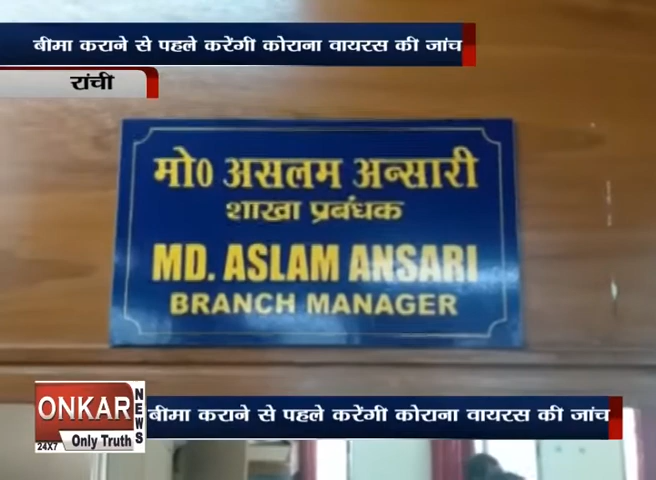 बीमा कराने से पहले करेंगी कोराना वायरस की जांच
रांची
मो० असलम अन्सारी
शाखा प्रबंधक
MD. ASLAM ANSARI
BRANCH MANAGER
ONKAR NEWS
24X7 Only Truth
बीमा कराने से पहले करेंगी कोराना वायरस की जांच